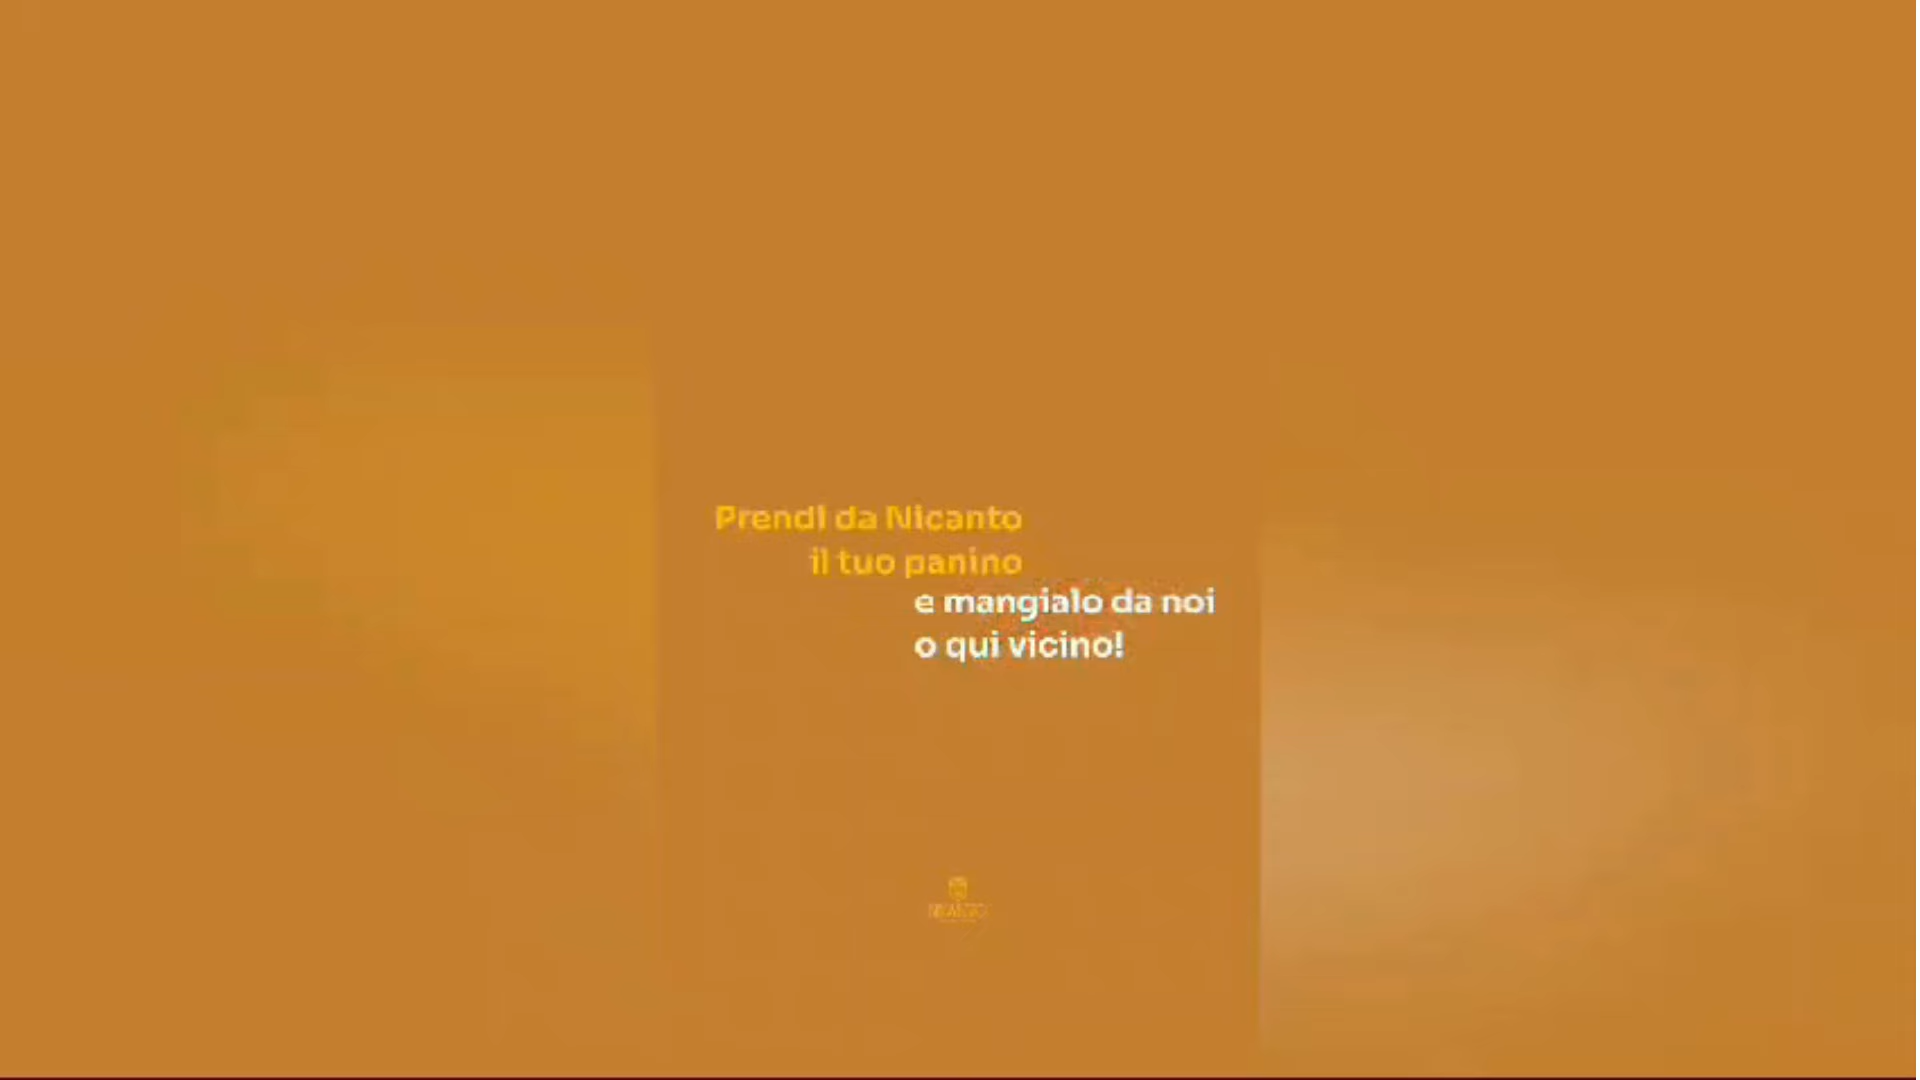 Prendi da Nicanto
il tuo panino
e mangialo da noi
o qui vicino!